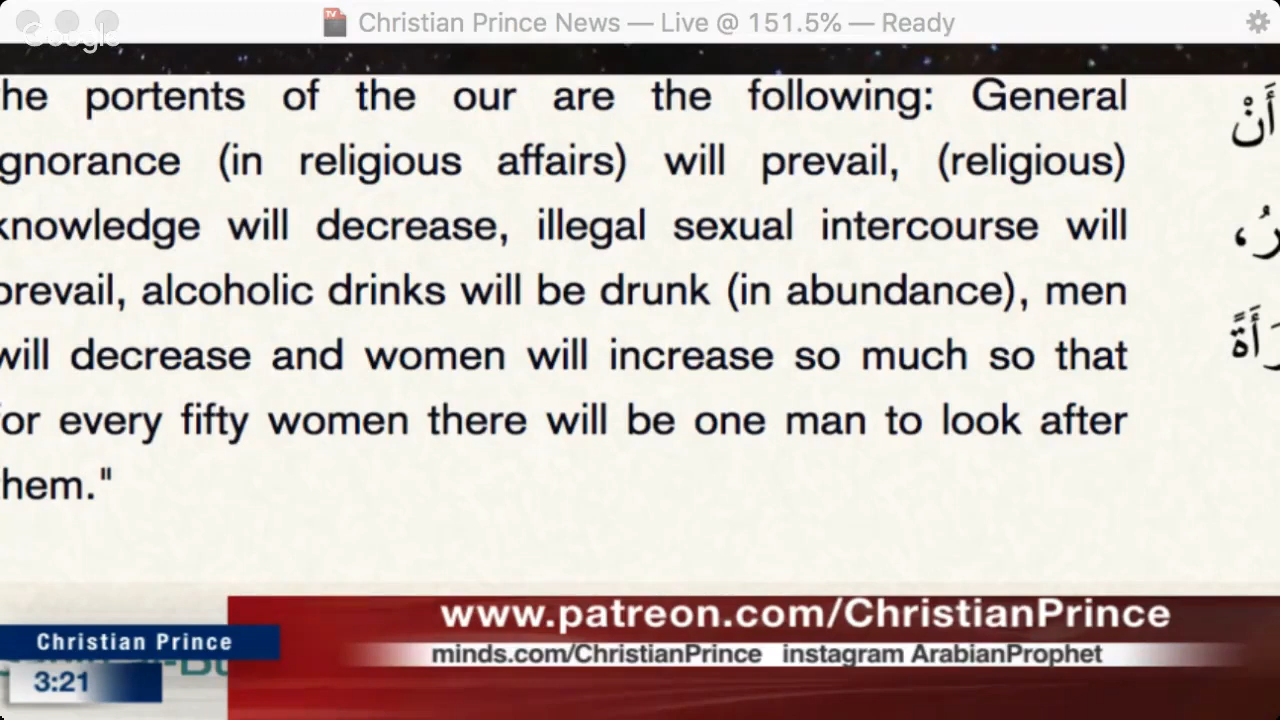 Christian Prince News — Live @ 151.5% — Ready
Google
he portents of the our are the following: General
gnorance (in religious affairs) will prevail, (religious)
knowledge will decrease, illegal sexual intercourse will
prevail, alcoholic drinks will be drunk (in abundance), men
will decrease and women will increase so much so that
for every fifty women there will be one man to look after
them."
أَنْ
رُ،
رَأَةً
www.patreon.com/ChristianPrince
Christian Prince
minds.com/ChristianPrince instagram ArabianProphet
3:21